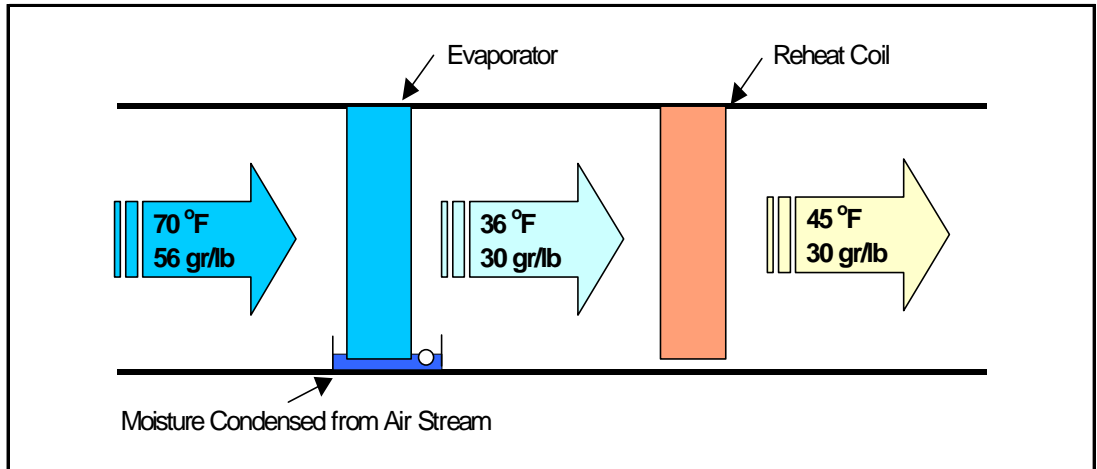 Evaporator
Reheat Coil
70 °F
56 gr/lb
36 °F
30 gr/lb
45 °F
30 gr/lb
Moisture Condensed from Air Stream